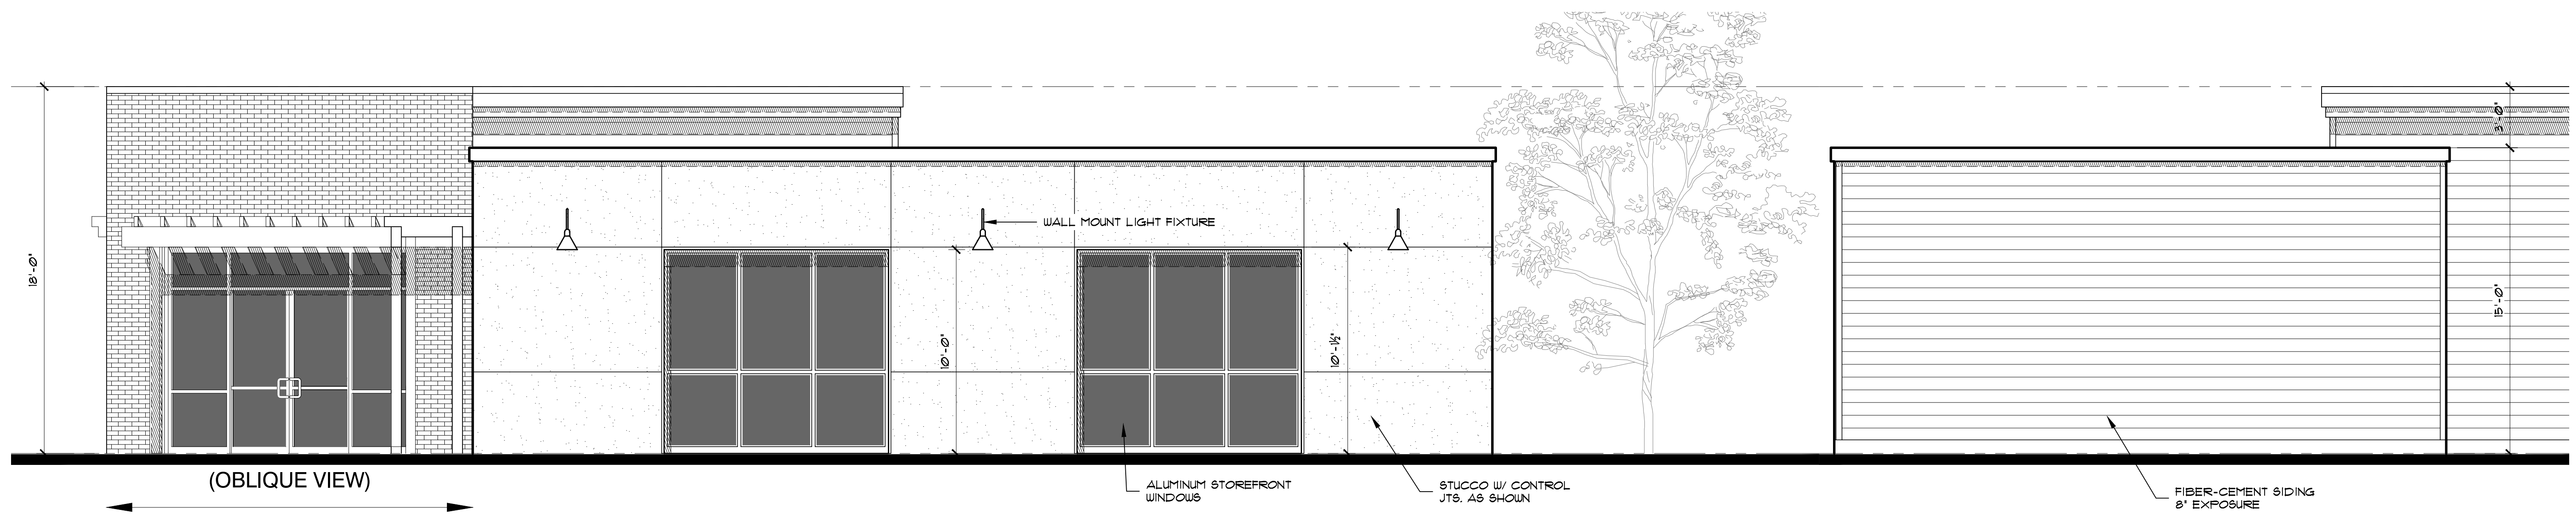 18'-0"
(OBLIQUE VIEW)
WALL MOUNT LIGHT FIXTURE
10'-0"
10'-1½"
ALUMINUM STOREFRONT
WINDOWS
STUCCO W/ CONTROL
JTS. AS SHOWN
3'-0"
15'-0"
FIBER-CEMENT SIDING
8" EXPOSURE